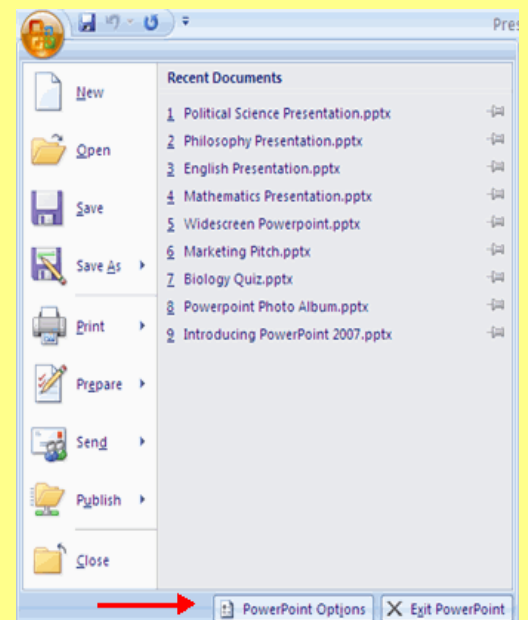 Pres
New
Open
Save
Save As
Print
Prepare
Send
Publish
Close
Recent Documents
1 Political Science Presentation.pptx
2 Philosophy Presentation.pptx
3 English Presentation.pptx
4 Mathematics Presentation.pptx
5 Widescreen Powerpoint.pptx
6 Marketing Pitch.pptx
7 Biology Quiz.pptx
8 Powerpoint Photo Album.pptx
9 Introducing PowerPoint 2007.pptx
PowerPoint Options
Exit PowerPoint